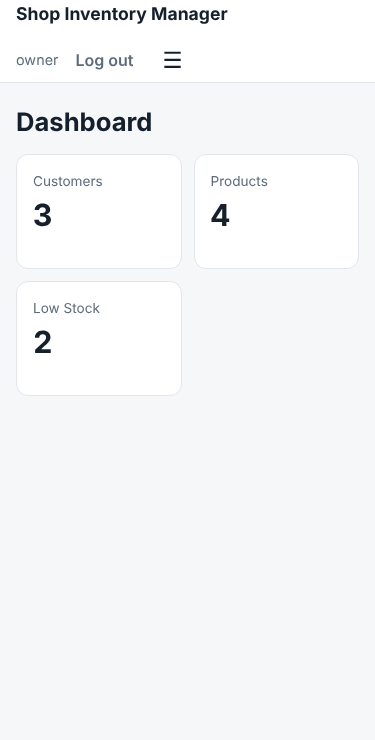 Shop Inventory Manager
owner Log out ☰
Dashboard
Customers Products
3 4
Low Stock
2